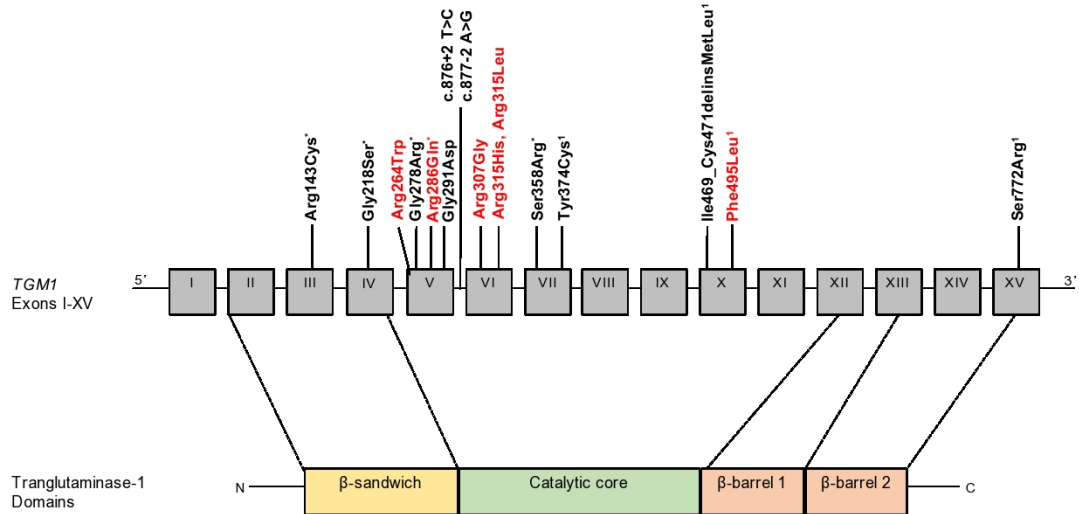 c.876+2 T>C
c.877-2 A>G
Arg143Cys*
Gly218Ser*
Arg264Trp
Gly278Arg*
Arg286Gln*
Gly291Asp
Arg307Gly
Arg315His, Arg315Leu
Ser358Arg*
Tyr374Cys¹
Ile469_Cys471delinsMetLeu¹
Phe495Leu¹
Ser772Arg¹
TGM1
Exons I-XV
5' I II III IV V VI VII VIII IX X XI XII XIII XIV XV 3'
Tranglutaminase-1
Domains
N β-sandwich Catalytic core β-barrel 1 β-barrel 2 C